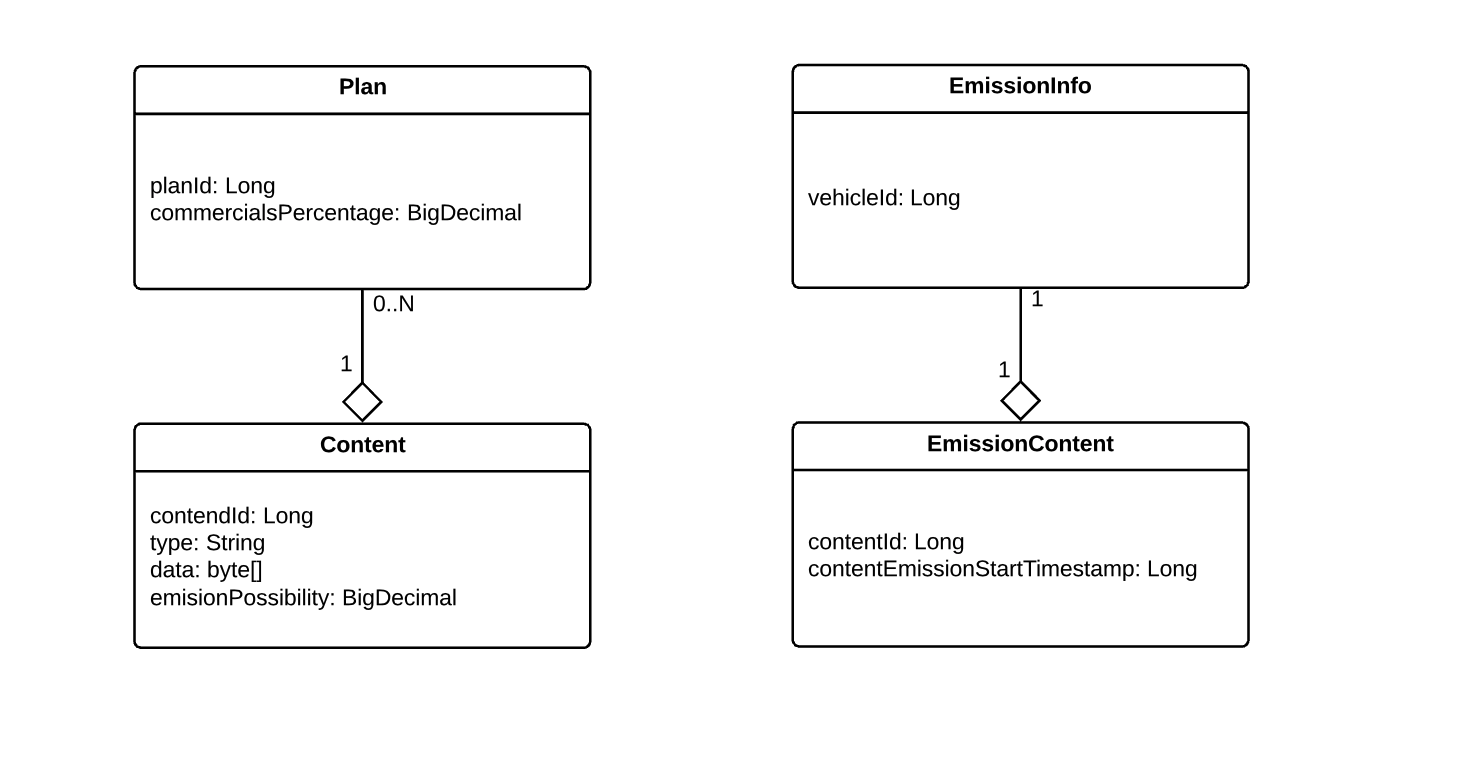 Plan
planId: Long
commercialsPercentage: BigDecimal
0..N
1
Content
contendId: Long
type: String
data: byte[]
emisionPossibility: BigDecimal
EmissionInfo
vehicleId: Long
1
1
EmissionContent
contentId: Long
contentEmissionStartTimestamp: Long